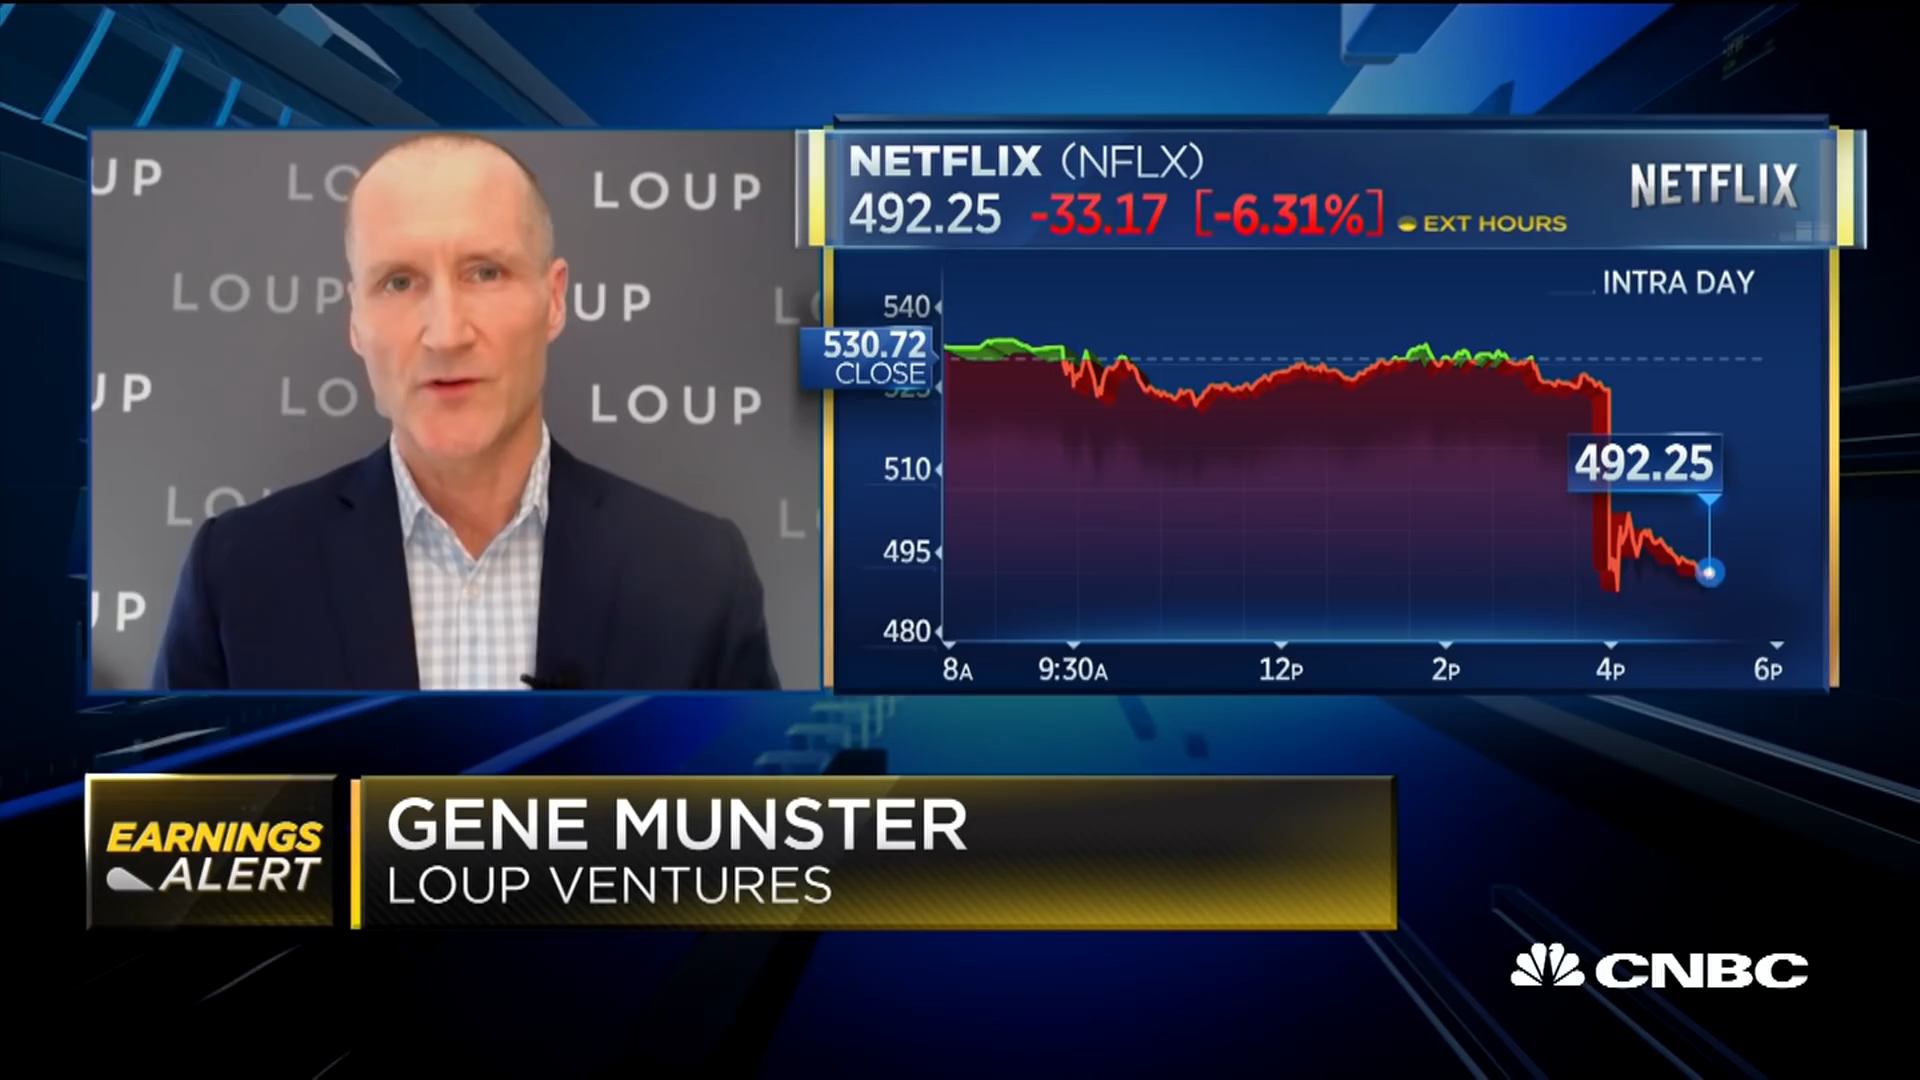 UP LO LOUP
LOUP UP L
UP LO LOUP
LO L
UP
NETFLIX (NFLX)
492.25 -33.17 [-6.31%] EXT HOURS
NETFLIX
INTRA DAY
540
530.72
CLOSE
525
510
495
480
492.25
8A 9:30A 12P 2P 4P 6P
EARNINGS
ALERT
GENE MUNSTER
LOUP VENTURES
CNBC